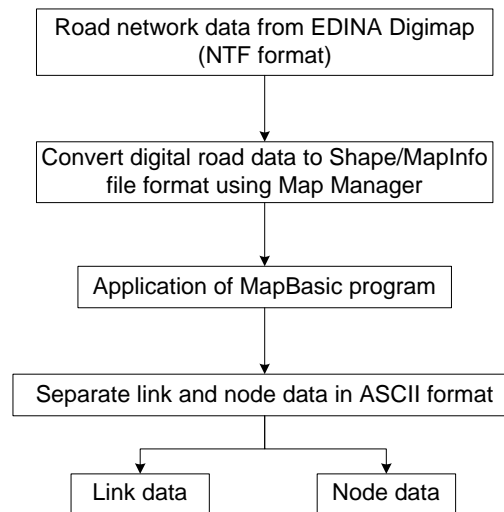 Road network data from EDINA Digimap
(NTF format)
Convert digital road data to Shape/MapInfo
file format using Map Manager
Application of MapBasic program
Separate link and node data in ASCII format
Link data
Node data